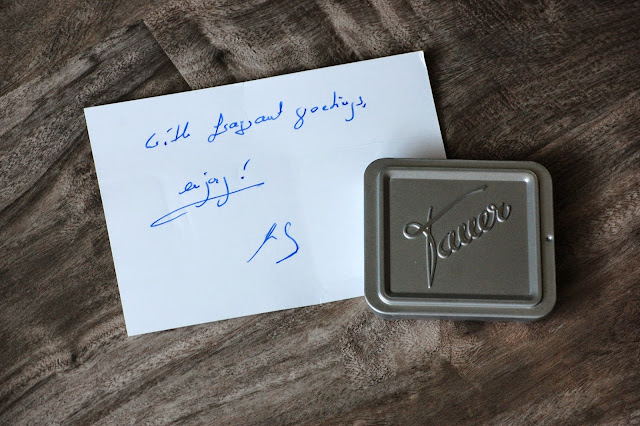 With fragrant greetings,
enjoy!
Tauer